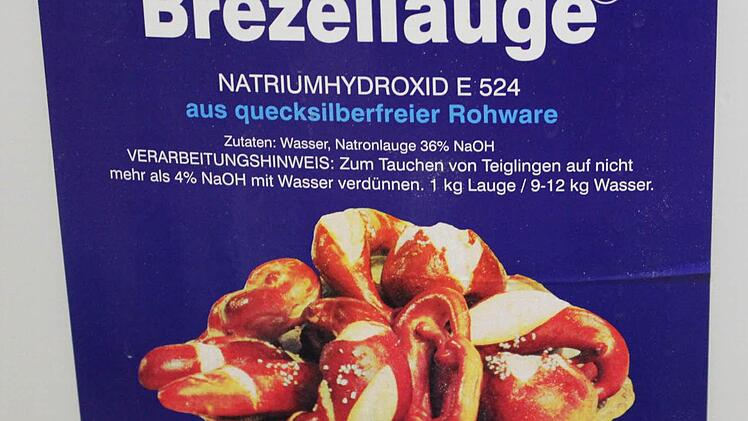 Brezellauge®
NATRIUMHYDROXID E 524
aus quecksilberfreier Rohware
Zutaten: Wasser, Natronlauge 36% NaOH
VERARBEITUNGSHINWEIS: Zum Tauchen von Teiglingen auf nicht
mehr als 4% NaOH mit Wasser verdünnen. 1 kg Lauge / 9-12 kg Wasser.